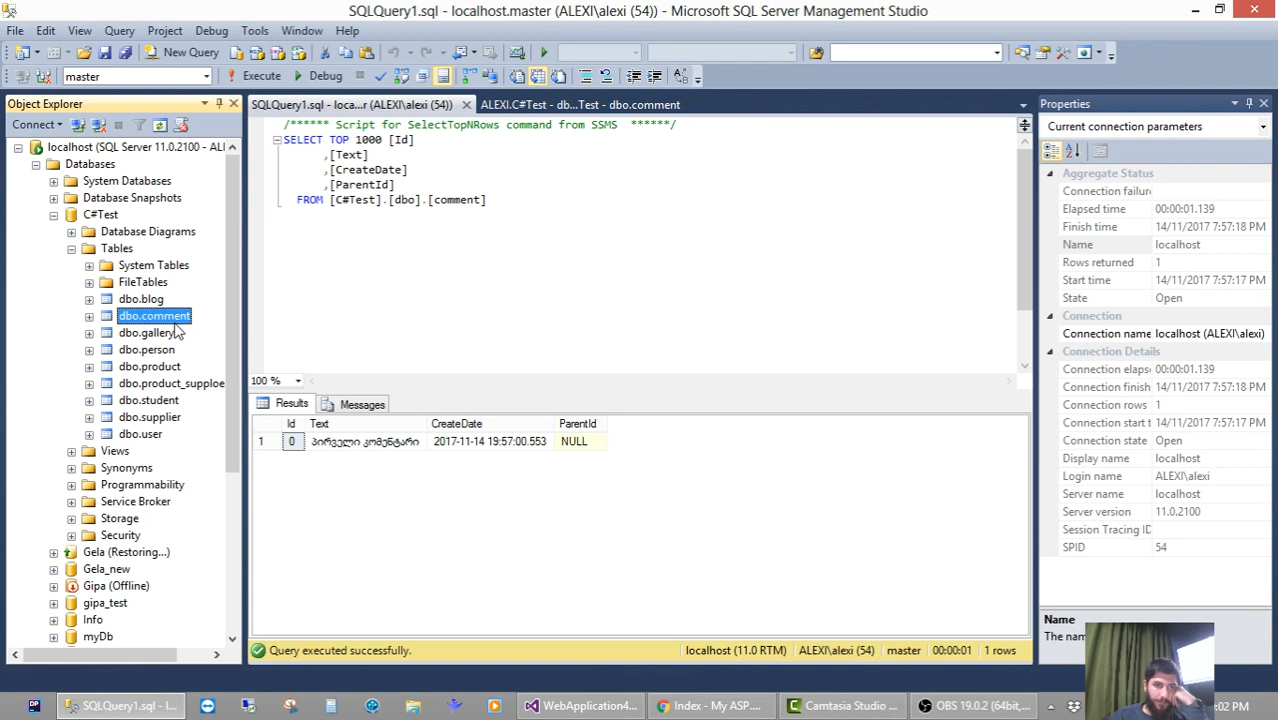 SQLQuery1.sql - localhost.master (ALEXI\alexi (54)) - Microsoft SQL Server Management Studio
File Edit View Query Project Debug Tools Window Help
New Query
master Execute Debug
Object Explorer
Connect
localhost (SQL Server 11.0.2100 - ALI
Databases
System Databases
Database Snapshots
C#Test
Database Diagrams
Tables
System Tables
FileTables
dbo.blog
dbo.comment
dbo.gallery
dbo.person
dbo.product
dbo.product_supploe
dbo.student
dbo.supplier
dbo.user
Views
Synonyms
Programmability
Service Broker
Storage
Security
Gela (Restoring...)
Gela_new
Gipa (Offline)
gipa_test
Info
myDb
SQLQuery1.sql - loca...r (ALEXI\alexi (54)) ALEXI.C#Test - db...Test - dbo.comment
/****** Script for SelectTopNRows command from SSMS ******/
SELECT TOP 1000 [Id]
,[Text]
,[CreateDate]
,[ParentId]
FROM [C#Test].[dbo].[comment]
100 %
Results Messages
Id Text CreateDate ParentId
1 0 პირველი კომენტარი 2017-11-14 19:57:00.553 NULL
Query executed successfully. localhost (11.0 RTM) ALEXI\alexi (54) master 00:00:01 1 rows
Properties
Current connection parameters
Aggregate Status
Connection failure
Elapsed time 00:00:01.139
Finish time 14/11/2017 7:57:18 PM
Name localhost
Rows returned 1
Start time 14/11/2017 7:57:17 PM
State Open
Connection
Connection name localhost (ALEXI\alexi)
Connection Details
Connection elaps 00:00:01.139
Connection finish 14/11/2017 7:57:18 PM
Connection rows 1
Connection start t 14/11/2017 7:57:17 PM
Connection state Open
Display name localhost
Login name ALEXI\alexi
Server name localhost
Server version 11.0.2100
Session Tracing ID
SPID 54
Name
The nam
SQLQuery1.sql - l... WebApplication4... Index - My ASP.... Camtasia Studio ... OBS 19.0.2 (64bit,... :02 PM